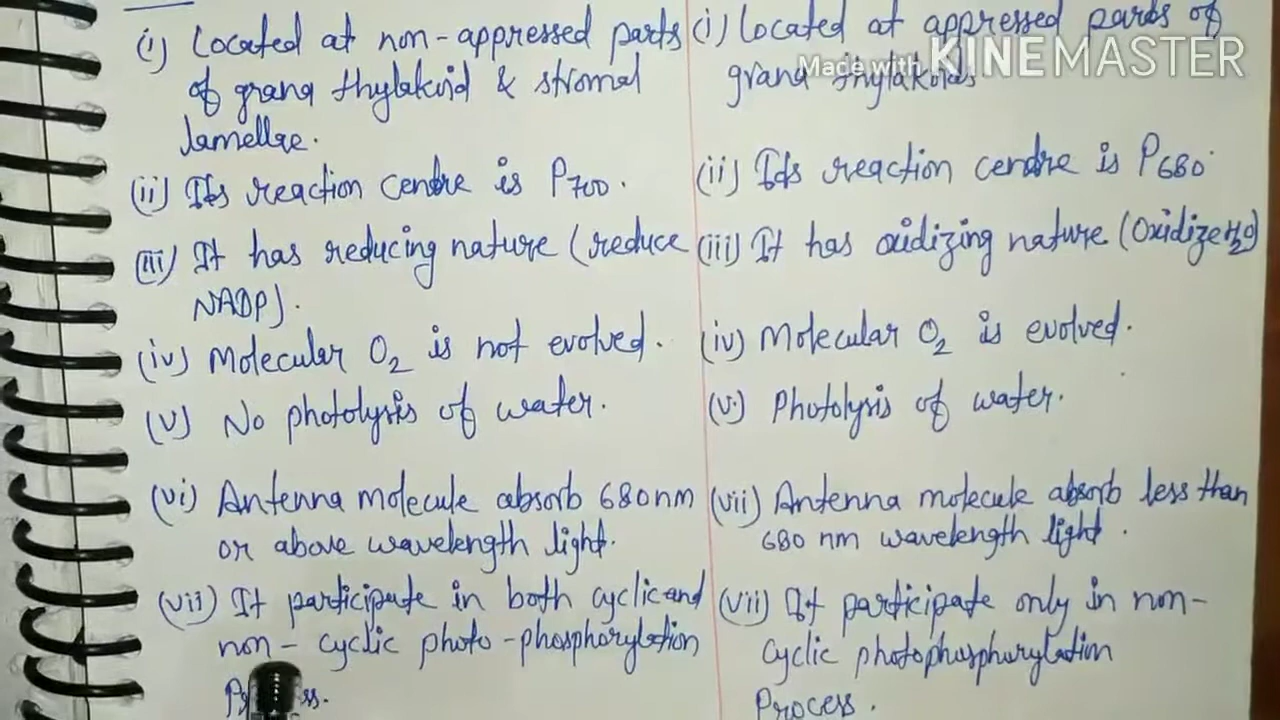 (i) Located at non-appressed parts
of grana thylakoid & stromal
lamellae.
(ii) Its reaction centre is P700.
(iii) It has reducing nature (reduce
NADP).
(iv) Molecular O2 is not evolved.
(v) No photolysis of water.
(vi) Antenna molecule absorb 680nm
or above wavelength light.
(vii) It participate in both cyclic and
non-cyclic photo-phosphorylation
(i) Located at appressed parts of
grana thylakoids
Made with KINEMASTER
(ii) Its reaction centre is P680.
(iii) It has oxidizing nature (Oxidize H2O)
(iv) Molecular O2 is evolved.
(v.) Photolysis of water.
(vii) Antenna molecule absorb less than
680 nm wavelength light.
(vii) It participate only in non-
cyclic photophosphorylation
Process.